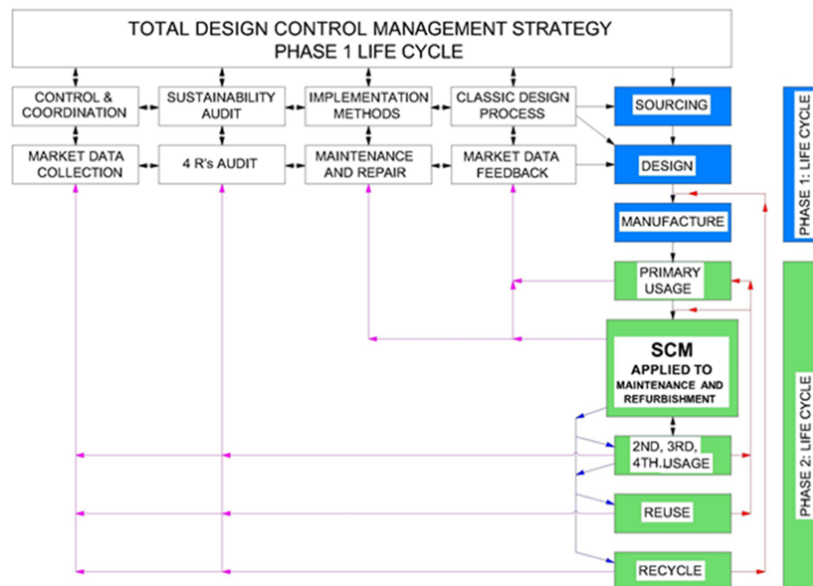 TOTAL DESIGN CONTROL MANAGEMENT STRATEGY
PHASE 1 LIFE CYCLE
CONTROL &
COORDINATION
SUSTAINABILITY
AUDIT
IMPLEMENTATION
METHODS
CLASSIC DESIGN
PROCESS
SOURCING
MARKET DATA
COLLECTION
4 R's AUDIT
MAINTENANCE
AND REPAIR
MARKET DATA
FEEDBACK
DESIGN
MANUFACTURE
PHASE 1: LIFE CYCLE
PRIMARY
USAGE
SCM
APPLIED TO
MAINTENANCE AND
REFURBISHMENT
2ND, 3RD,
4TH.USAGE
REUSE
RECYCLE
PHASE 2: LIFE CYCLE